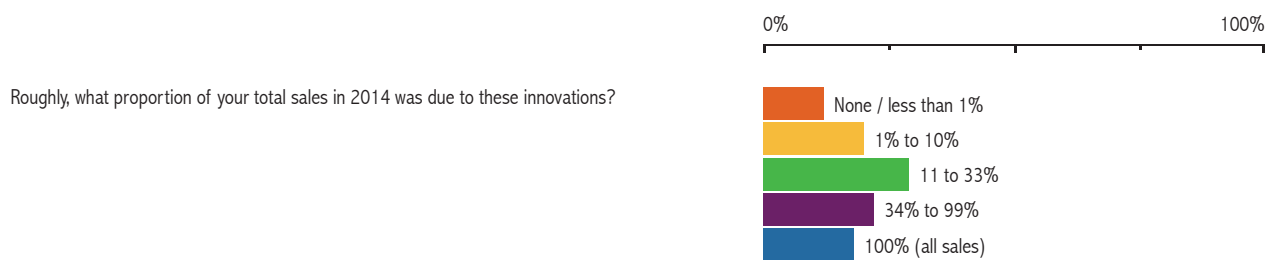 0% 100%
Roughly, what proportion of your total sales in 2014 was due to these innovations?
None / less than 1%
1% to 10%
11 to 33%
34% to 99%
100% (all sales)